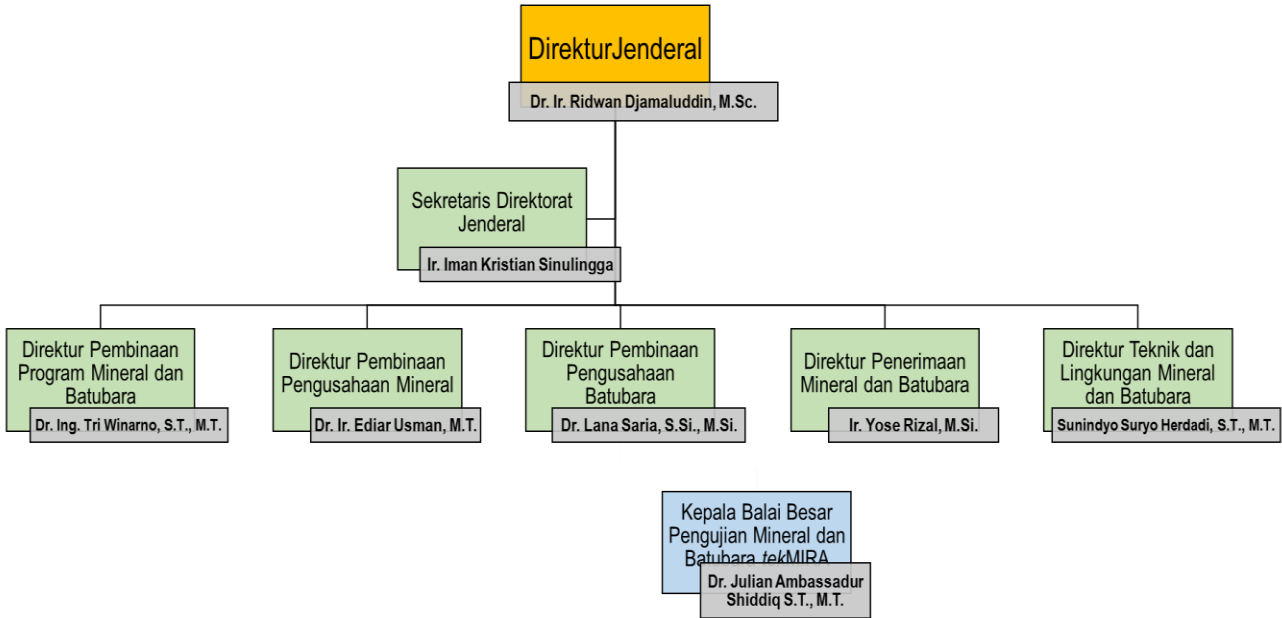 DirekturJenderal
Dr. Ir. Ridwan Djamaluddin, M.Sc.
Sekretaris Direktorat
Jenderal
Ir. Iman Kristian Sinulingga
Direktur Pembinaan
Program Mineral dan
Batubara
Dr. Ing. Tri Winarno, S.T., M.T.
Direktur Pembinaan
Pengusahaan Mineral
Dr. Ir. Ediar Usman, M.T.
Direktur Pembinaan
Pengusahaan
Batubara
Dr. Lana Saria, S.Si., M.Si.
Direktur Penerimaan
Mineral dan Batubara
Ir. Yose Rizal, M.Si.
Direktur Teknik dan
Lingkungan Mineral
dan Batubara
Sunindyo Suryo Herdadi, S.T., M.T.
Kepala Balai Besar
Pengujian Mineral dan
Batubara tekMIRA
Dr. Julian Ambassadur
Shiddiq S.T., M.T.